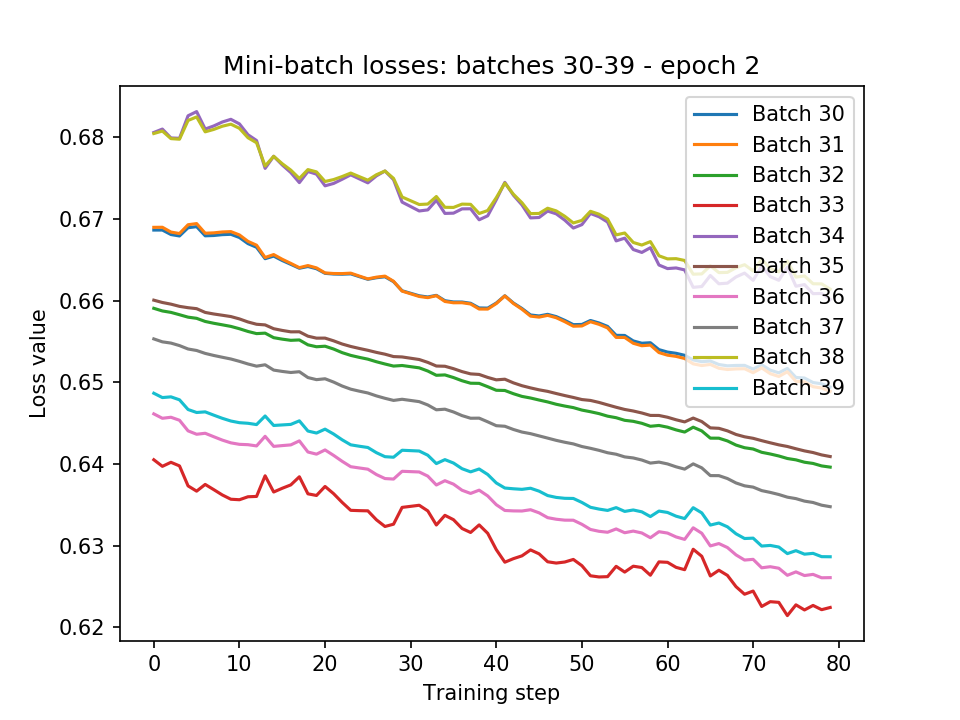 Mini-batch losses: batches 30-39 - epoch 2
Loss value
0.68
0.67
0.66
0.65
0.64
0.63
0.62
Batch 30
Batch 31
Batch 32
Batch 33
Batch 34
Batch 35
Batch 36
Batch 37
Batch 38
Batch 39
0 10 20 30 40 50 60 70 80
Training step